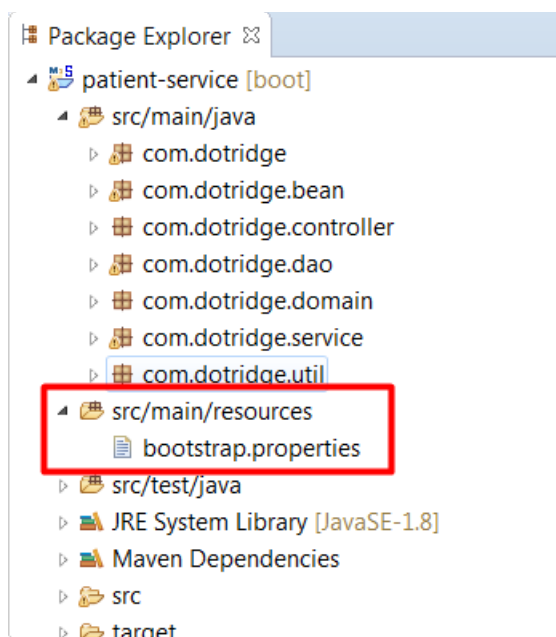 Package Explorer
patient-service [boot]
src/main/java
com.dotridge
com.dotridge.bean
com.dotridge.controller
com.dotridge.dao
com.dotridge.domain
com.dotridge.service
com.dotridge.util
src/main/resources
bootstrap.properties
src/test/java
JRE System Library [JavaSE-1.8]
Maven Dependencies
src
target